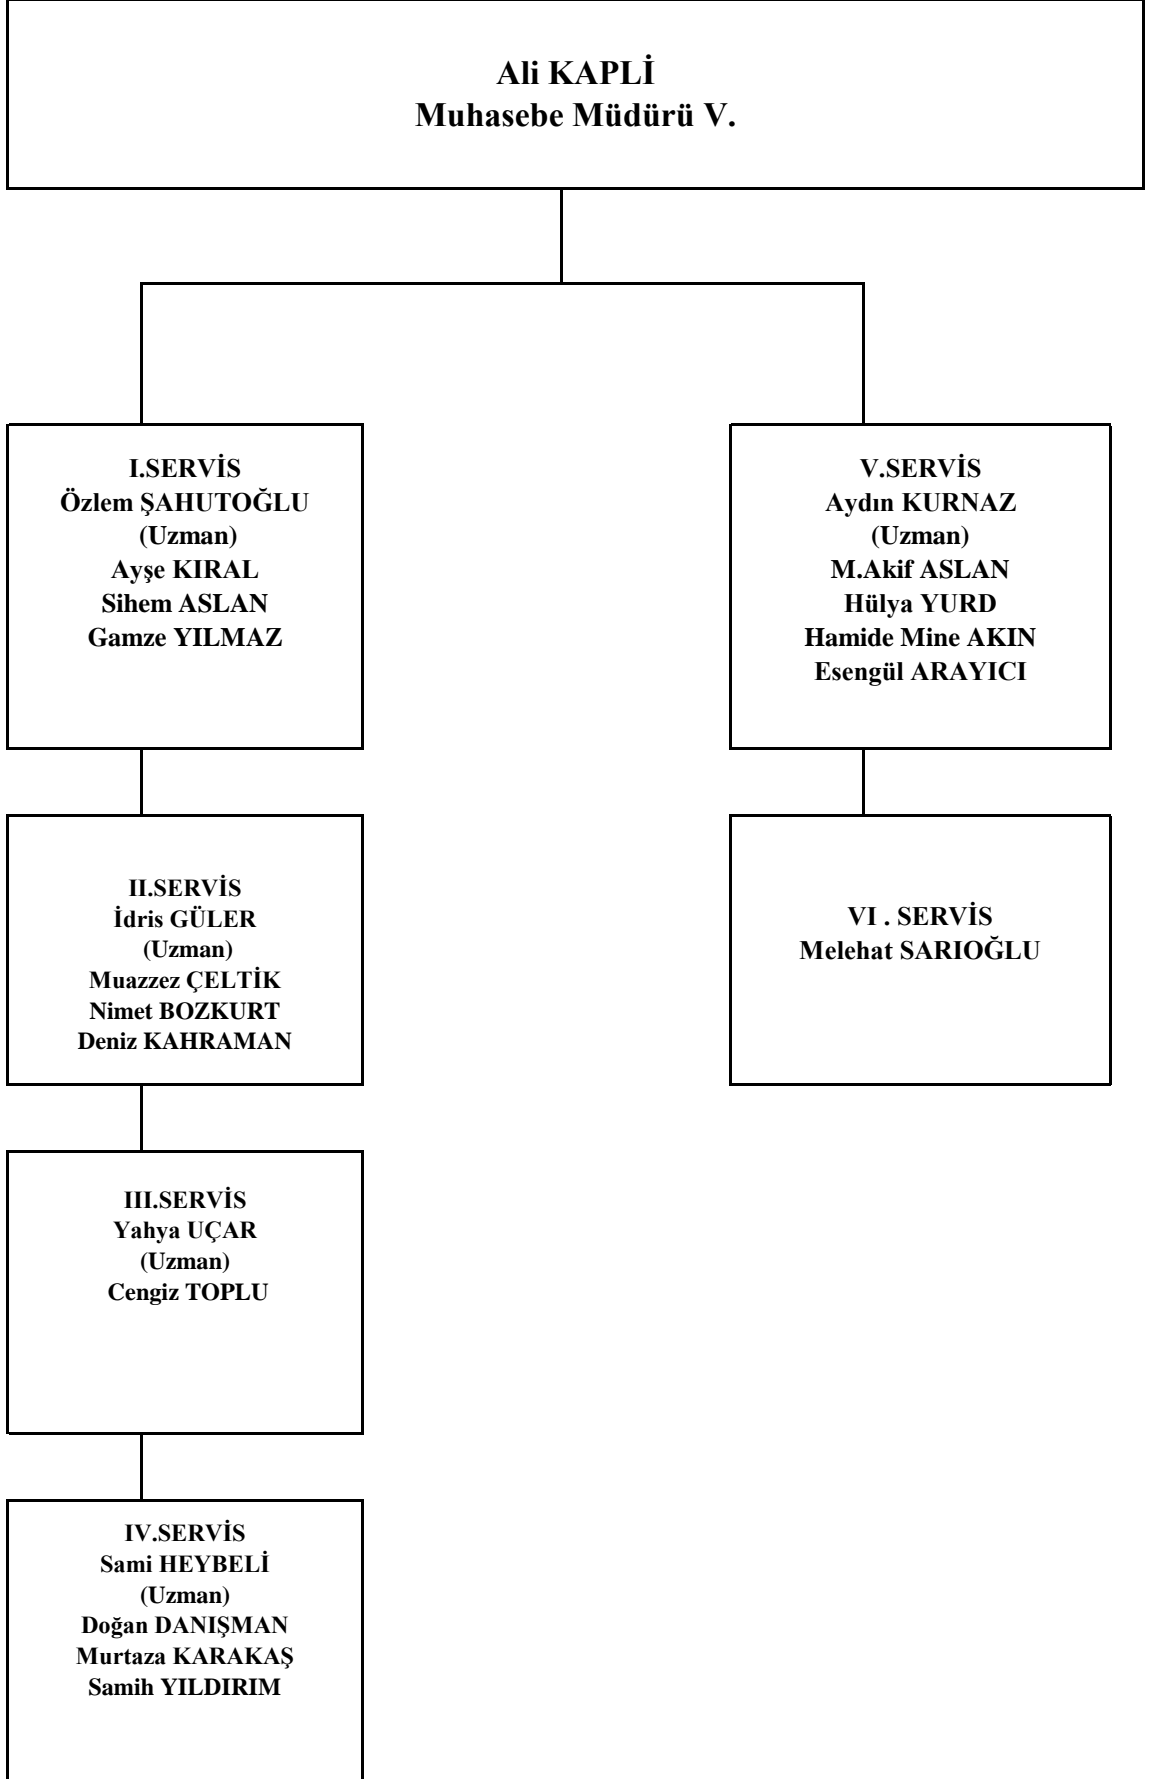 Ali KAPLİ
Muhasebe Müdürü V.
I.SERVİS
Özlem ŞAHUTOĞLU
(Uzman)
Ayşe KIRAL
Sihem ASLAN
Gamze YILMAZ
II.SERVİS
İdris GÜLER
(Uzman)
Muazzez ÇELTİK
Nimet BOZKURT
Deniz KAHRAMAN
III.SERVİS
Yahya UÇAR
(Uzman)
Cengiz TOPLU
IV.SERVİS
Sami HEYBELİ
(Uzman)
Doğan DANIŞMAN
Murtaza KARAKAŞ
Samih YILDIRIM
V.SERVİS
Aydın KURNAZ
(Uzman)
M.Akif ASLAN
Hülya YURD
Hamide Mine AKIN
Esengül ARAYICI
VI . SERVİS
Melehat SARIOĞLU